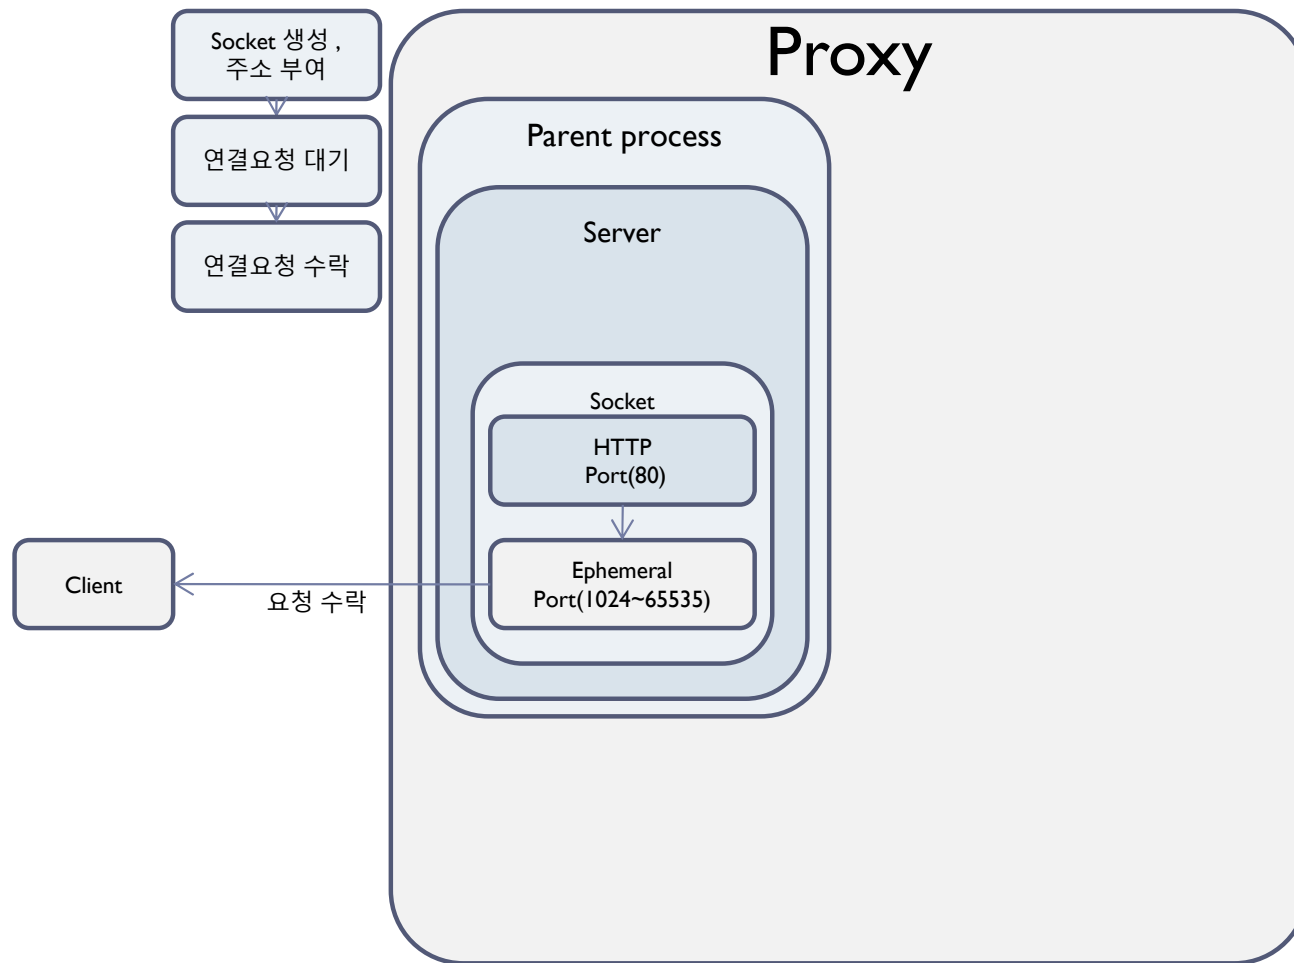 Socket 생성 ,
주소 부여
연결요청 대기
연결요청 수락
Proxy
Parent process
Server
Socket
HTTP
Port(80)
Ephemeral
Port(1024~65535)
Client
요청 수락